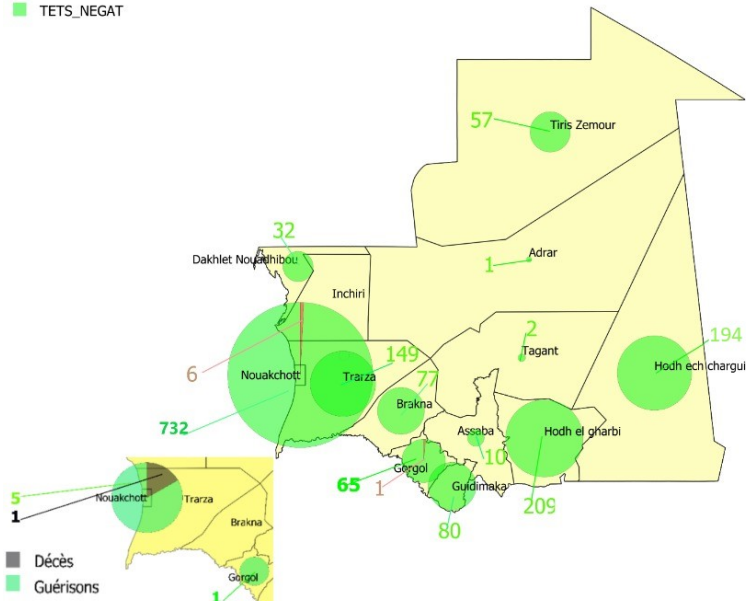 TETS_NEGAT
57
Tiris Zemour
32
Dakhlet Nouadhibou
1
Adrar
Inchiri
6
2
149
194
Tagant
Hodh ech chargui
Nouakchott
Trarza
77
Brakna
732
Assaba
Hodh el gharbi
10
Gorgol
65
1
Guidimaka
209
80
5
1
Nouakchott
Trarza
Brakna
Décès
Gorgol
Guérisons
1